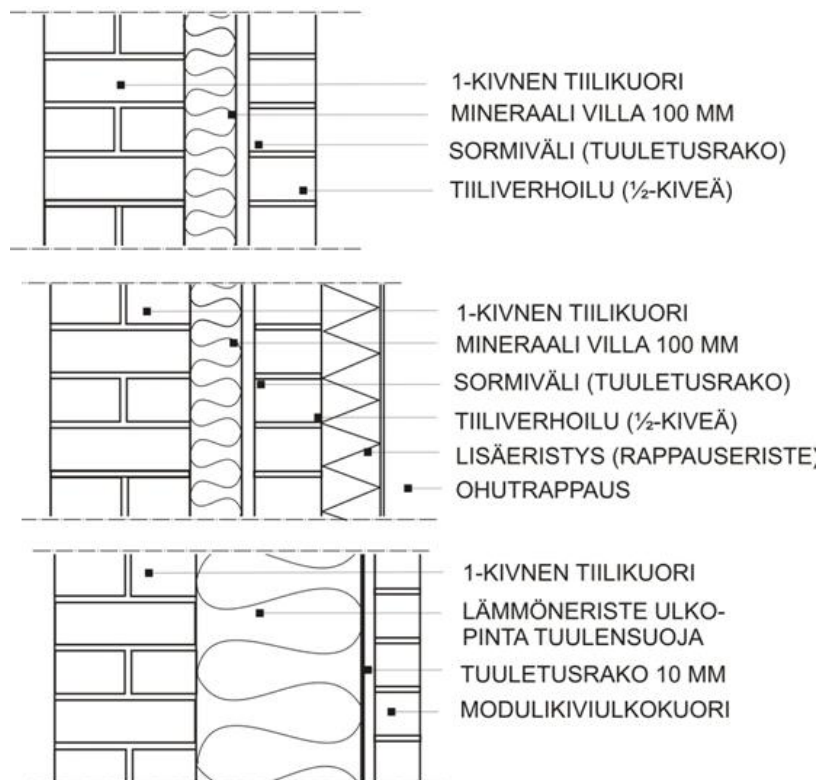 1-KIVNEN TIILIKUORI
MINERAALI VILLA 100 MM
SORMIVÄLI (TUULETUSRAKO)
TIILIVERHOILU (½-KIVEÄ)
1-KIVNEN TIILIKUORI
MINERAALI VILLA 100 MM
SORMIVÄLI (TUULETUSRAKO)
TIILIVERHOILU (½-KIVEÄ)
LISÄERISTYS (RAPPAUSERISTE)
OHUTRAPPAUS
1-KIVNEN TIILIKUORI
LÄMMÖNERISTE ULKO-
PINTA TUULENSUOJA
TUULETUSRAKO 10 MM
MODULIKIVIULKOKUORI